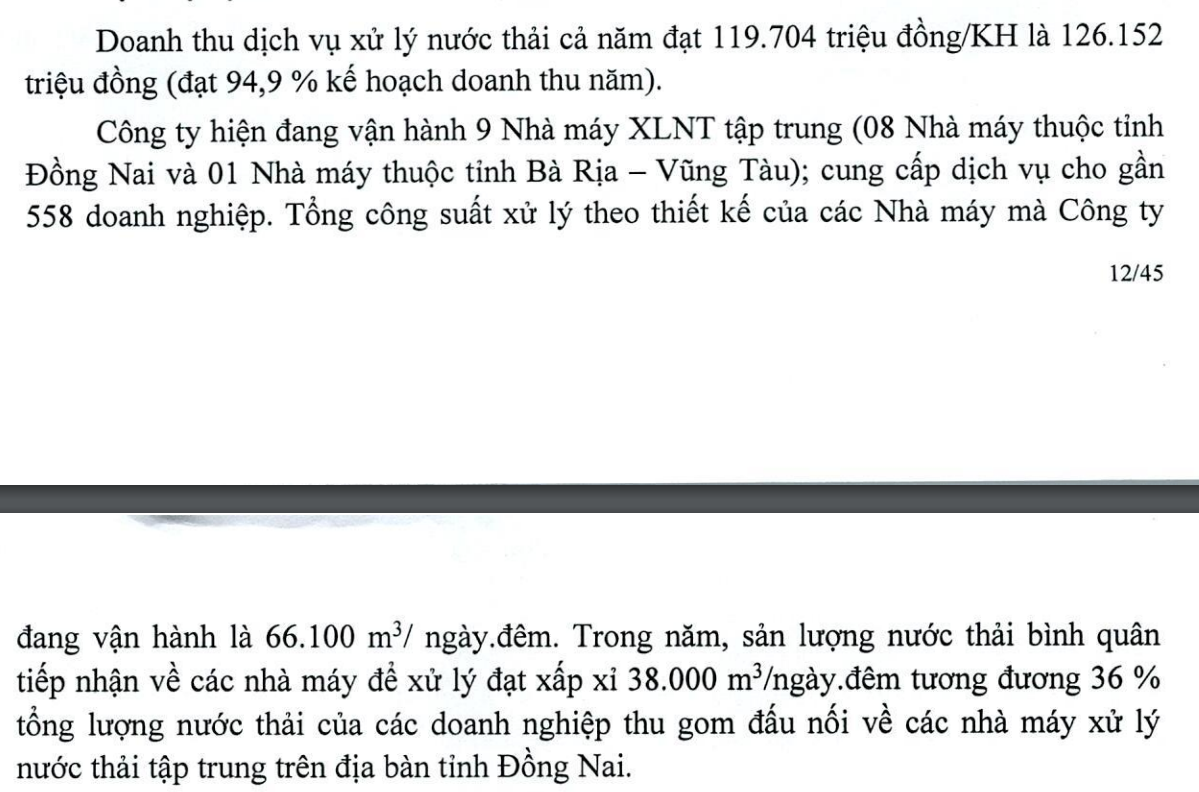 Doanh thu dịch vụ xử lý nước thải cả năm đạt 119.704 triệu đồng/KH là 126.152
triệu đồng (đạt 94,9 % kế hoạch doanh thu năm).
Công ty hiện đang vận hành 9 Nhà máy XLNT tập trung (08 Nhà máy thuộc tỉnh
Đồng Nai và 01 Nhà máy thuộc tỉnh Bà Rịa – Vũng Tàu); cung cấp dịch vụ cho gần
558 doanh nghiệp. Tổng công suất xử lý theo thiết kế của các Nhà máy mà Công ty
12/45
đang vận hành là 66.100 m³/ ngày.đêm. Trong năm, sản lượng nước thải bình quân
tiếp nhận về các nhà máy để xử lý đạt xấp xỉ 38.000 m³/ngày.đêm tương đương 36 %
tổng lượng nước thải của các doanh nghiệp thu gom đấu nối về các nhà máy xử lý
nước thải tập trung trên địa bàn tỉnh Đồng Nai.